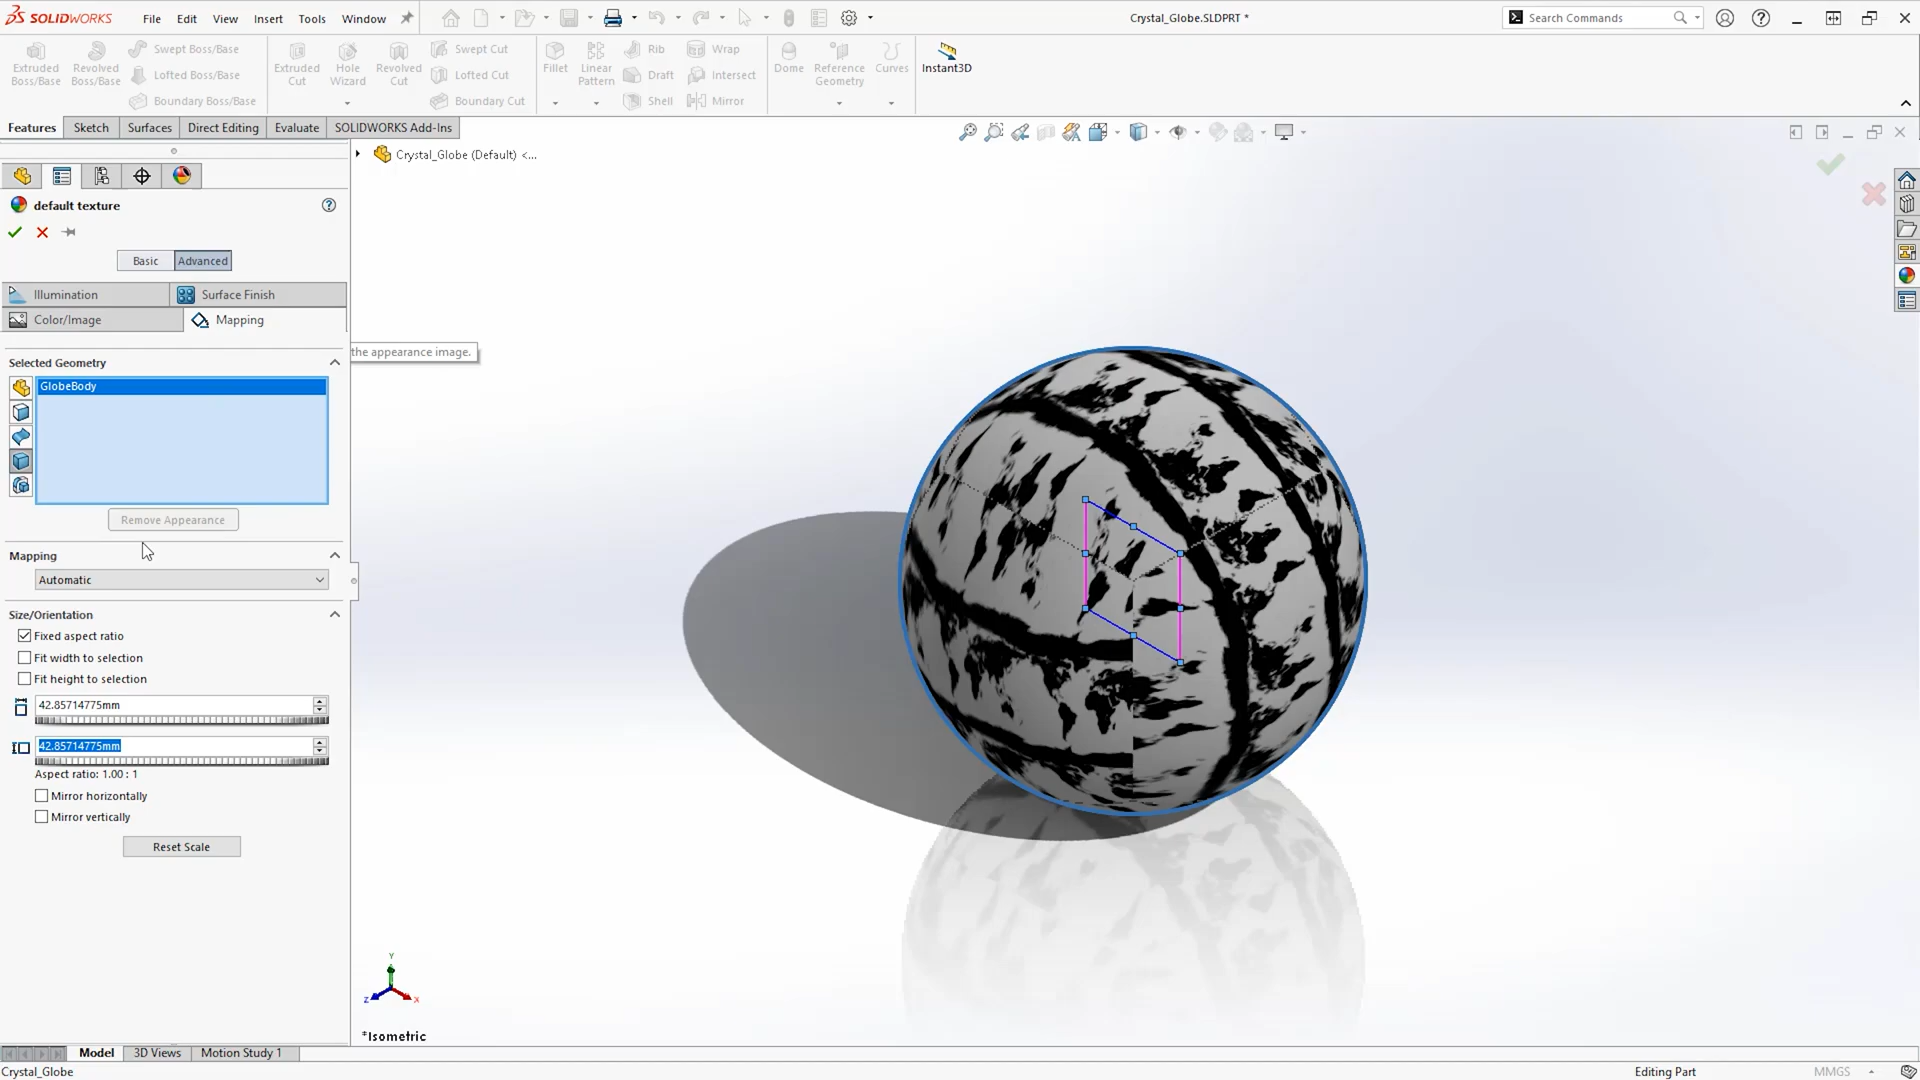 SOLIDWORKS
File Edit View Insert Tools Window
Crystal_Globe.SLDPRT *
Search Commands
Extruded Boss/Base
Revolved Boss/Base
Swept Boss/Base
Lofted Boss/Base
Boundary Boss/Base
Extruded Cut
Hole Wizard
Revolved Cut
Swept Cut
Lofted Cut
Boundary Cut
Fillet
Linear Pattern
Rib
Draft
Shell
Wrap
Intersect
Mirror
Dome
Reference Geometry
Curves
Instant3D
Features Sketch Surfaces Direct Editing Evaluate SOLIDWORKS Add-Ins
Crystal_Globe (Default) <...
default texture
Basic Advanced
Illumination Surface Finish
Color/Image Mapping
the appearance image.
Selected Geometry
GlobeBody
Remove Appearance
Mapping
Automatic
Size/Orientation
Fixed aspect ratio
Fit width to selection
Fit height to selection
42.85714775mm
42.85714775mm
Aspect ratio: 1.00 : 1
Mirror horizontally
Mirror vertically
Reset Scale
Y
Z
X
*Isometric
Model 3D Views Motion Study 1
Crystal_Globe
Editing Part
MMGS